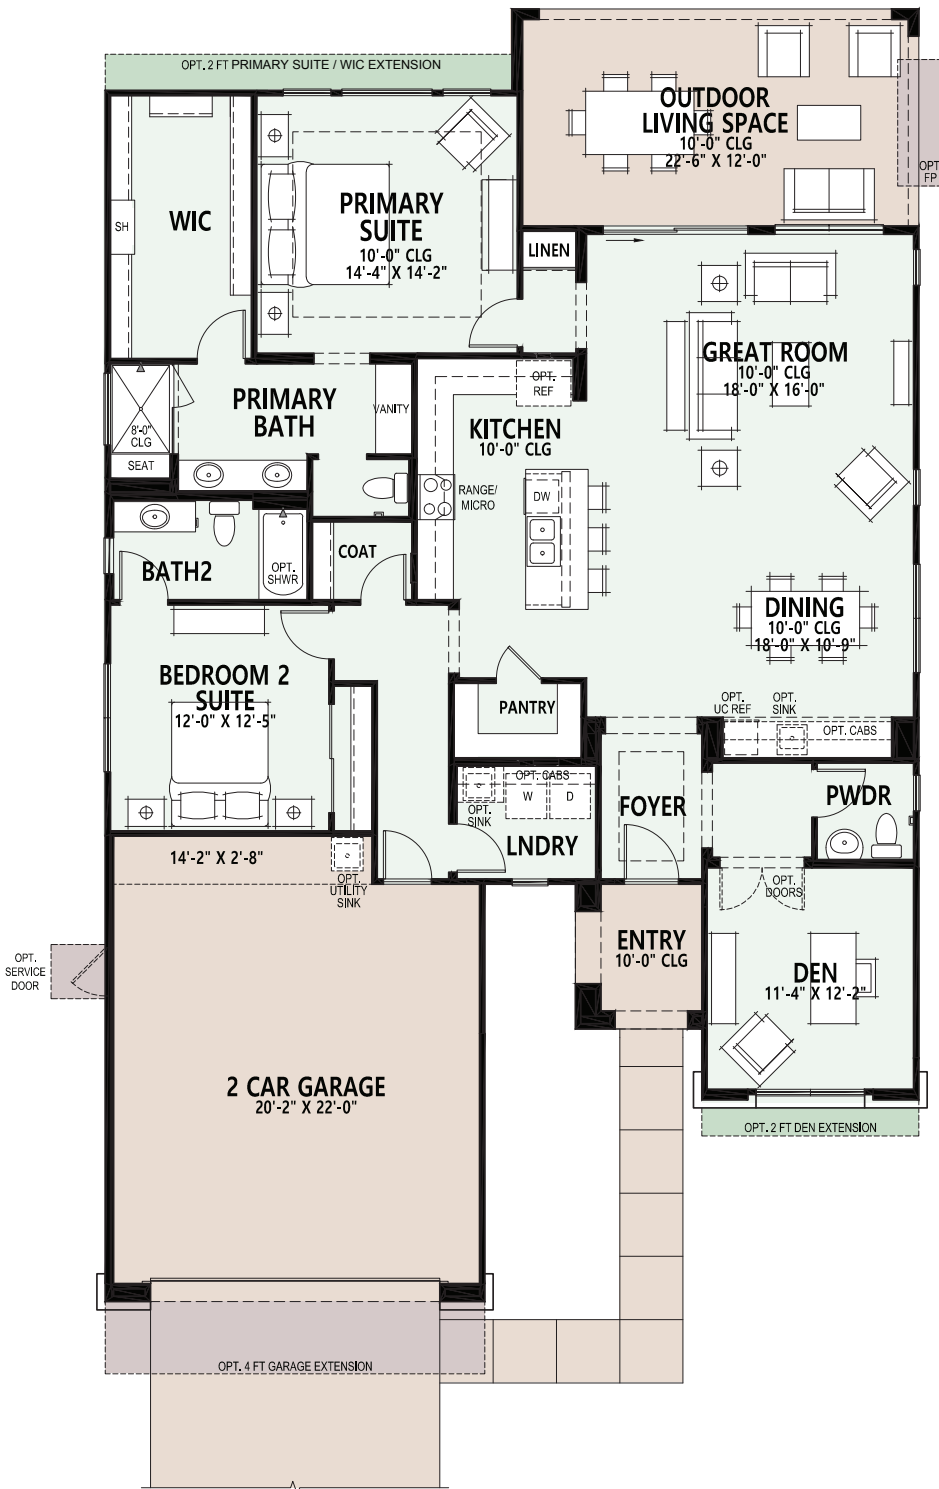 OPT. 2 FT PRIMARY SUITE / WIC EXTENSION
OUTDOOR
LIVING SPACE
10'-0" CLG
22'-6" X 12'-0"
OPT
FP
SH
WIC
PRIMARY
SUITE
10'-0" CLG
14'-4" X 14'-2"
LINEN
GREAT ROOM
10'-0" CLG
18'-0" X 16'-0"
OPT.
REF
PRIMARY
BATH
VANITY
8'-0"
CLG
SEAT
KITCHEN
10'-0" CLG
RANGE/
MICRO
DW
COAT
BATH2
OPT.
SHWR
DINING
10'-0" CLG
18'-0" X 10'-9"
BEDROOM 2
SUITE
12'-0" X 12'-5"
PANTRY
OPT.
UC REF
OPT.
SINK
OPT. CABS
OPT. CABS
W
D
OPT.
SINK
LNDRY
FOYER
PWDR
14'-2" X 2'-8"
OPT.
UTILITY
SINK
OPT.
DOORS
OPT.
SERVICE
DOOR
ENTRY
10'-0" CLG
DEN
11'-4" X 12'-2"
2 CAR GARAGE
20'-2" X 22'-0"
OPT. 2 FT DEN EXTENSION
OPT. 4 FT GARAGE EXTENSION